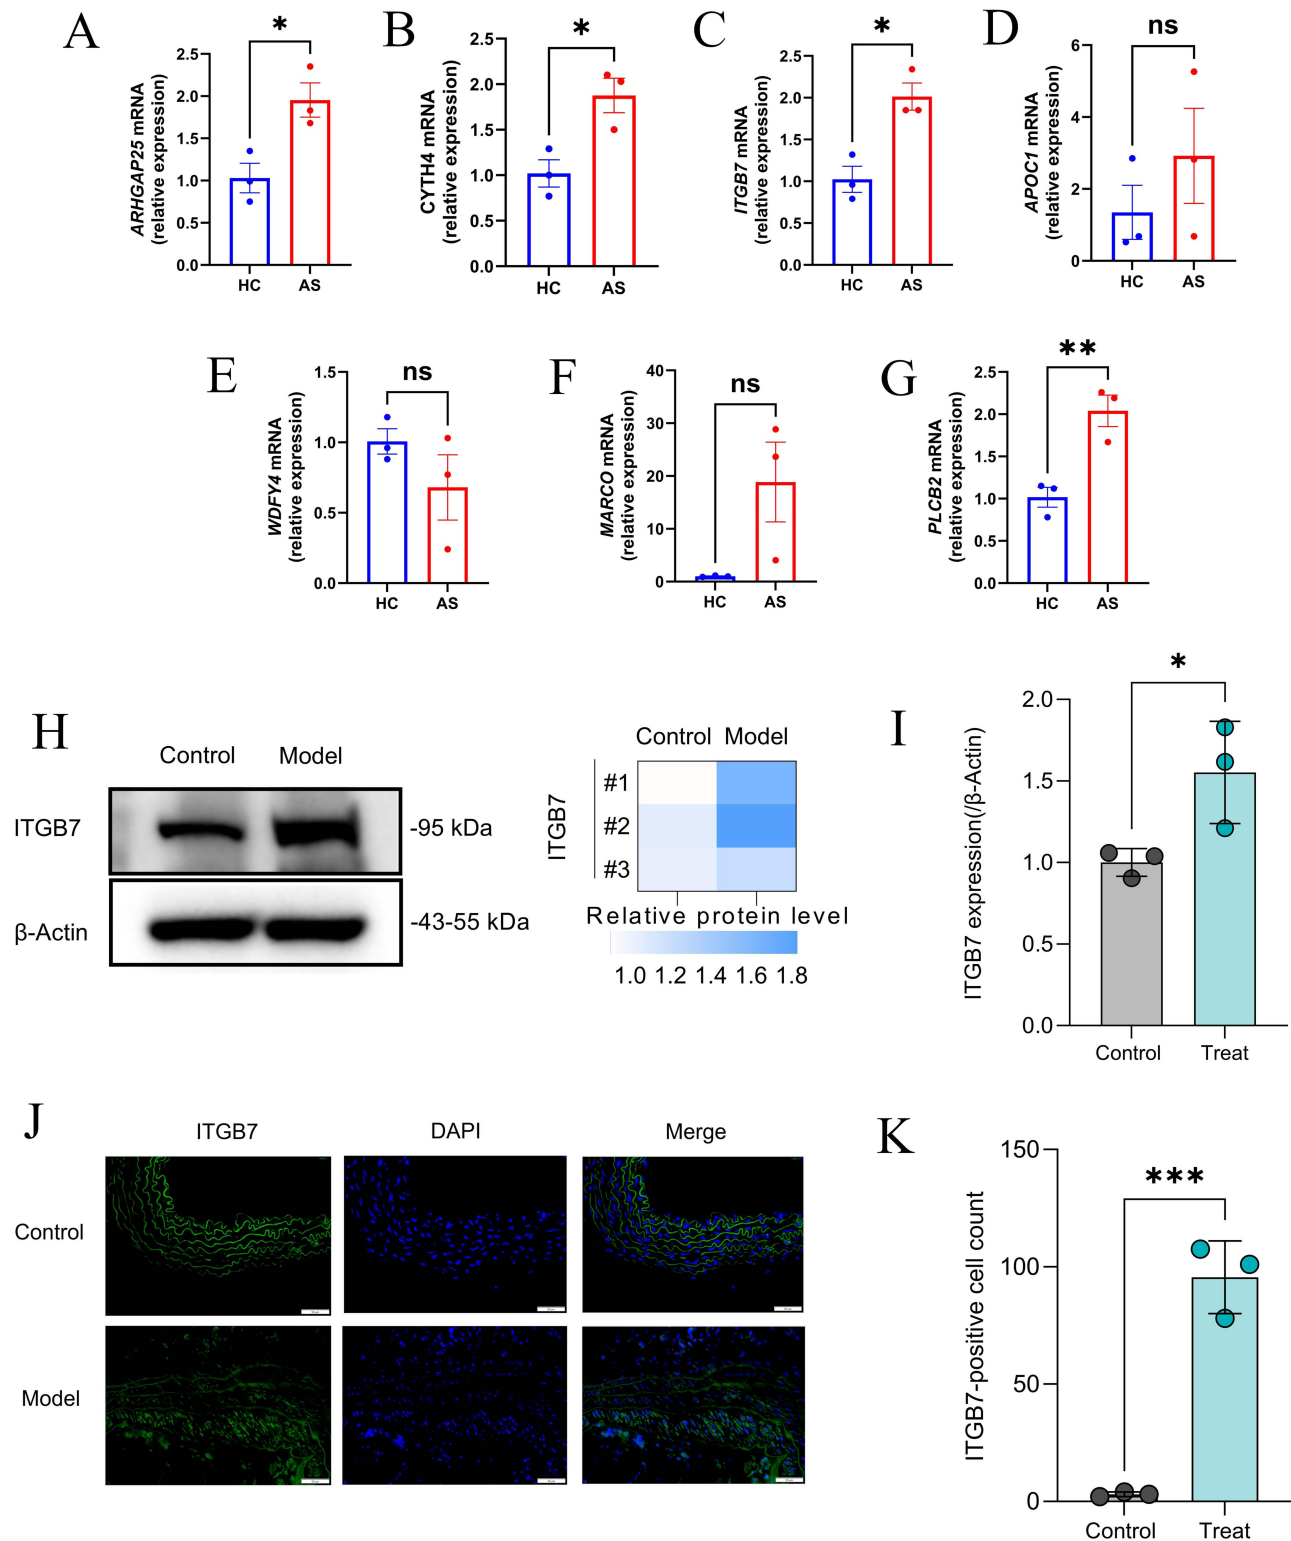 A
*
ARHGAP25 mRNA
(relative expression)
2.5
2.0
1.5
1.0
0.5
0.0
HC
AS
B
*
CYTH4 mRNA
(relative expression)
2.5
2.0
1.5
1.0
0.5
0.0
HC
AS
C
*
ITGB7 mRNA
(relative expression)
2.5
2.0
1.5
1.0
0.5
0.0
HC
AS
D
ns
APOC1 mRNA
(relative expression)
6
4
2
0
HC
AS
E
ns
WDFY4 mRNA
(relative expression)
1.5
1.0
0.5
0.0
HC
AS
F
ns
MARCO mRNA
(relative expression)
40
30
20
10
0
HC
AS
G
**
PLCB2 mRNA
(relative expression)
2.5
2.0
1.5
1.0
0.5
0.0
HC
AS
H
Control Model
ITGB7
-95 kDa
β-Actin
-43-55 kDa
Control Model
ITGB7
#1
#2
#3
Relative protein level
1.0 1.2 1.4 1.6 1.8
I
*
ITGB7 expression(/β-Actin)
2.0
1.5
1.0
0.5
0.0
Control
Treat
J
ITGB7 DAPI Merge
Control
Model
K
***
ITGB7-positive cell count
150
100
50
0
Control
Treat